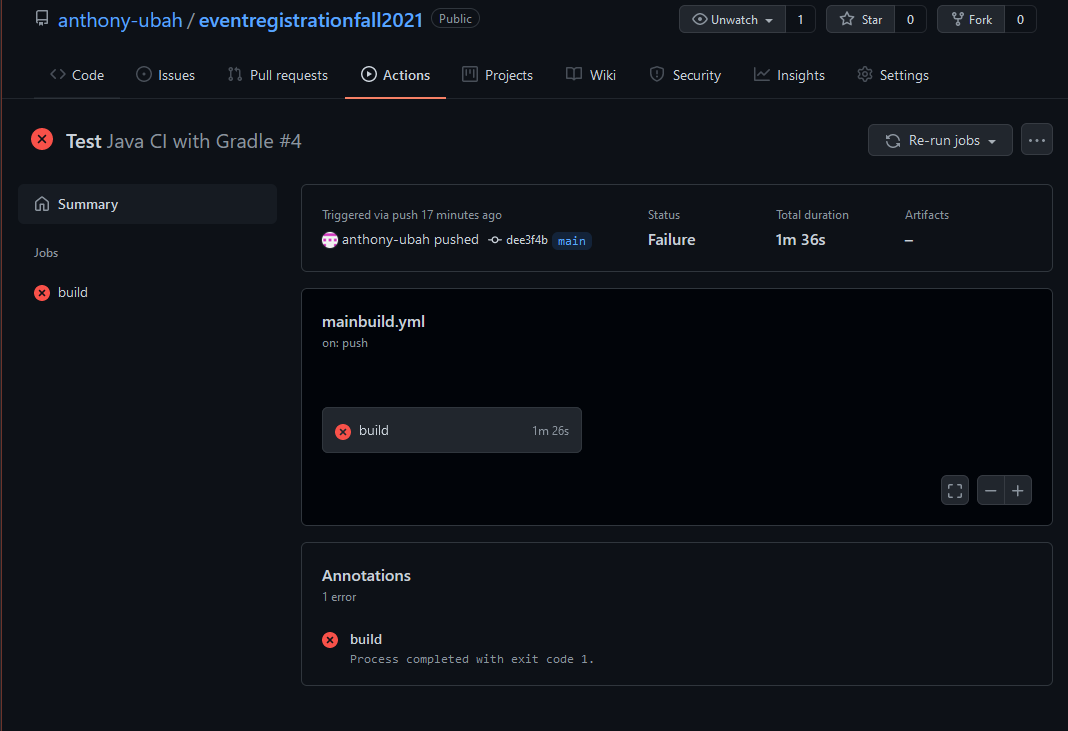 anthony-ubah / eventregistrationfall2021 Public Unwatch 1 Star 0 Fork 0
Code Issues Pull requests Actions Projects Wiki Security Insights Settings
Test Java CI with Gradle #4 Re-run jobs
Summary
Jobs
build
Triggered via push 17 minutes ago Status Total duration Artifacts
anthony-ubah pushed dee3f4b main Failure 1m 36s –
mainbuild.yml
on: push
build 1m 26s
Annotations
1 error
build
Process completed with exit code 1.